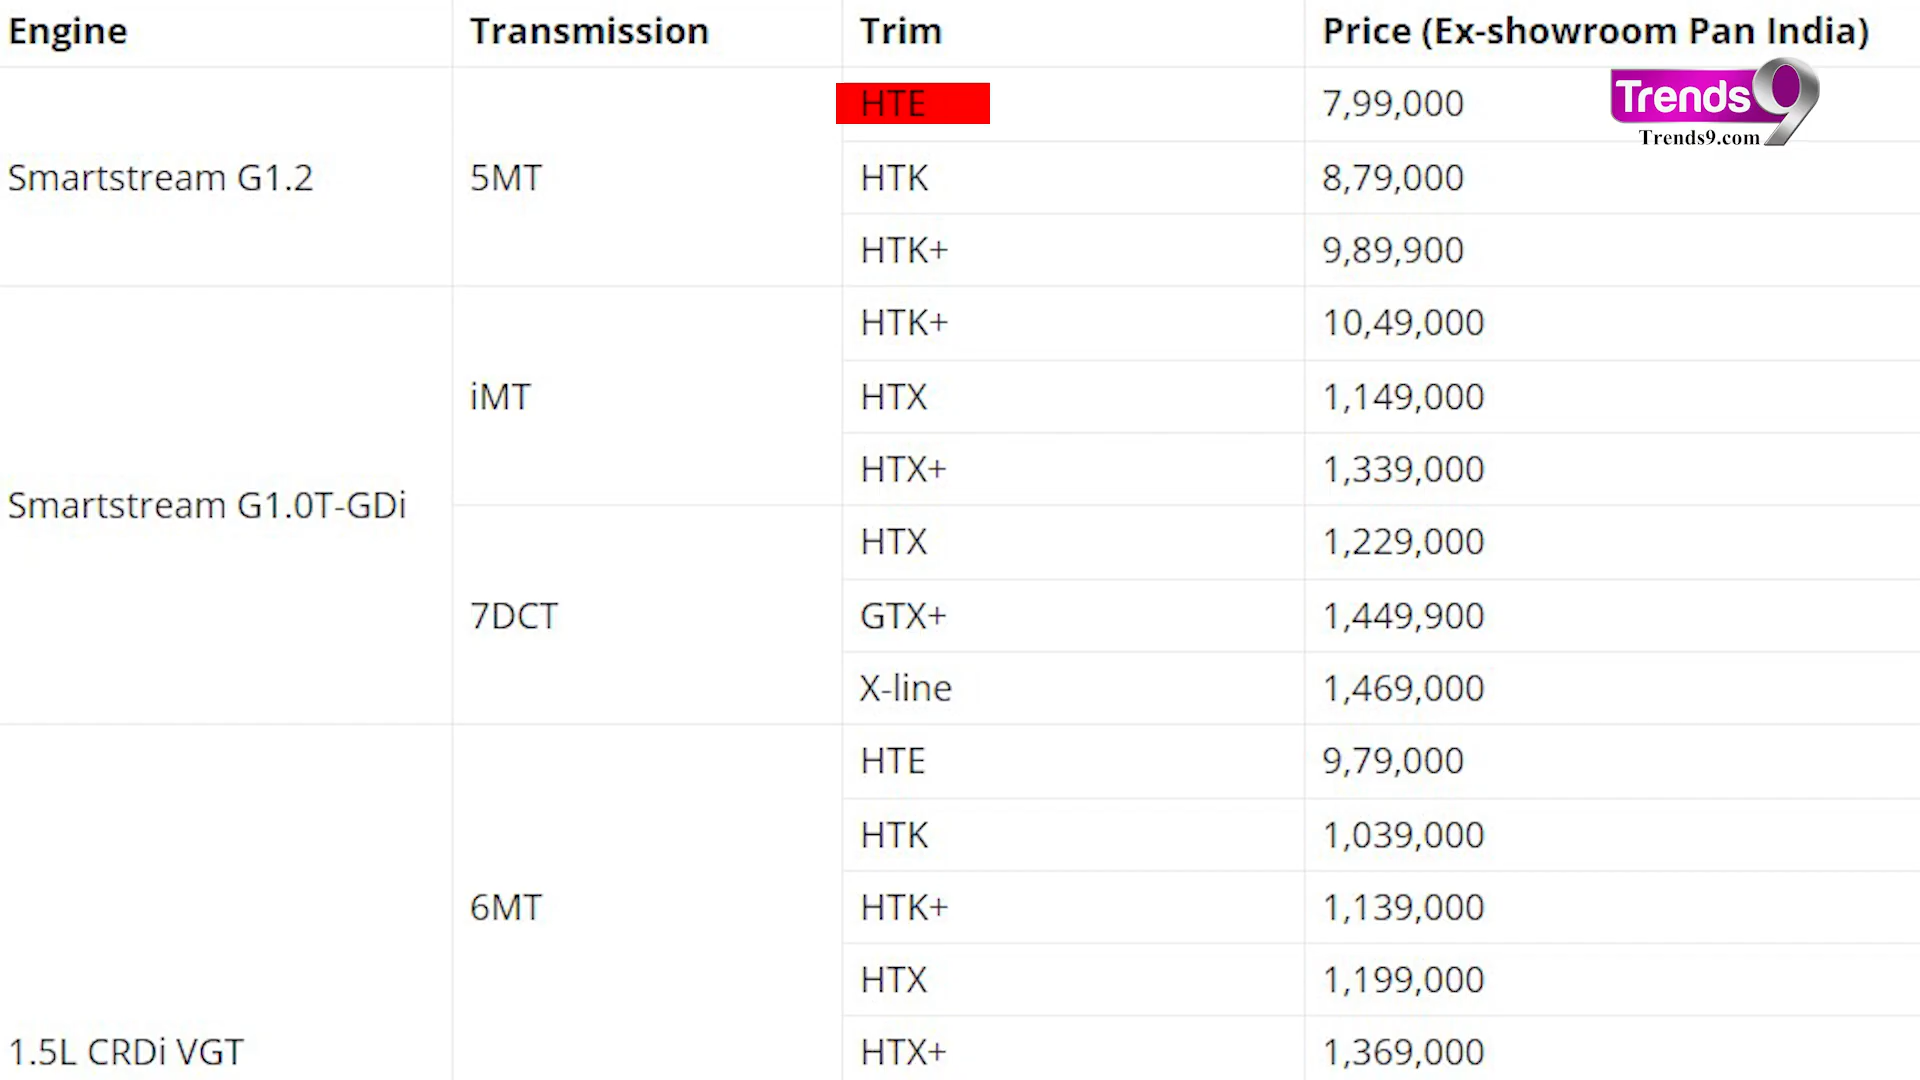 Engine Transmission Trim Price (Ex-showroom Pan India)
HTE 7,99,000
Trends9
Trends9.com
Smartstream G1.2 5MT HTK 8,79,000
HTK+ 9,89,900
HTK+ 10,49,000
iMT HTX 1,149,000
HTX+ 1,339,000
Smartstream G1.0T-GDi
HTX 1,229,000
7DCT GTX+ 1,449,900
X-line 1,469,000
HTE 9,79,000
HTK 1,039,000
6MT HTK+ 1,139,000
HTX 1,199,000
1.5L CRDi VGT HTX+ 1,369,000